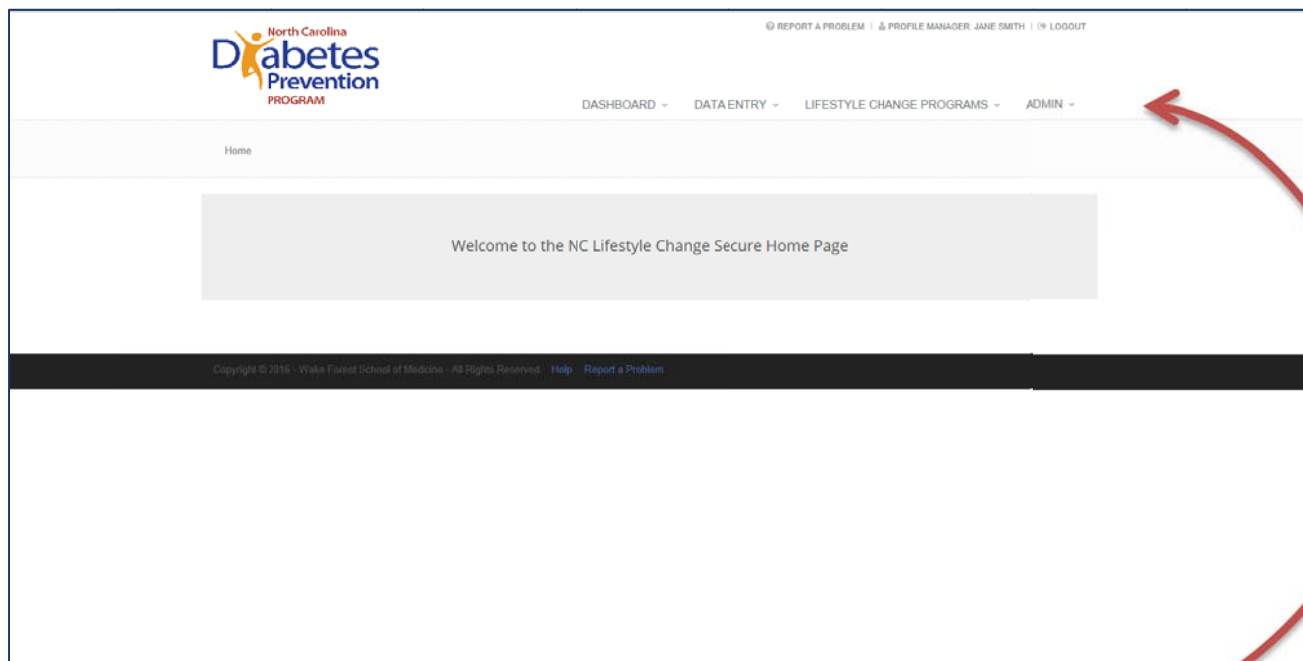 North Carolina
Diabetes
Prevention
PROGRAM
REPORT A PROBLEM | PROFILE MANAGER: JANE SMITH | LOGOUT
DASHBOARD DATA ENTRY LIFESTYLE CHANGE PROGRAMS ADMIN
Home
Welcome to the NC Lifestyle Change Secure Home Page
Copyright © 2016 - Wake Forest School of Medicine - All Rights Reserved. Help Report a Problem